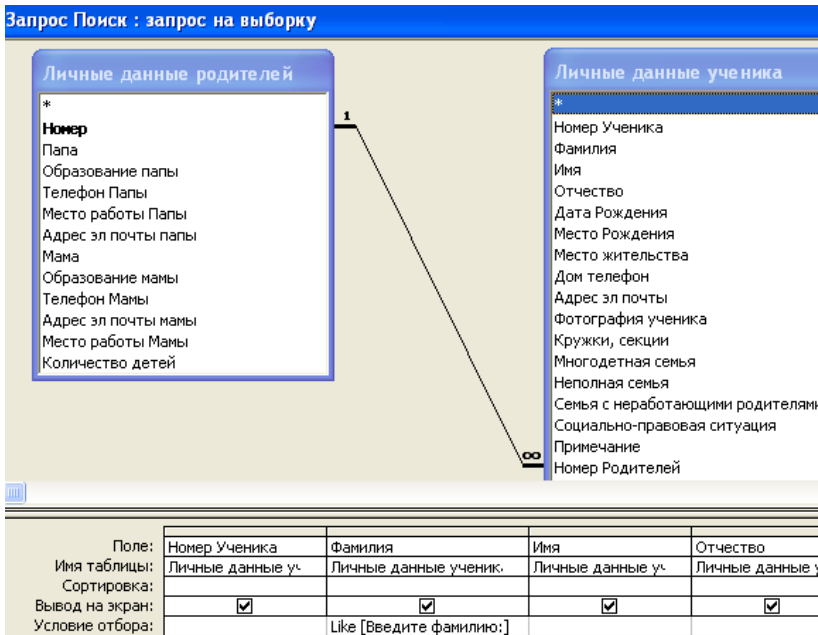 Запрос Поиск : запрос на выборку
Личные данные родителей
*
Номер
Папа
Образование папы
Телефон Папы
Место работы Папы
Адрес эл почты папы
Мама
Образование мамы
Телефон Мамы
Адрес эл почты мамы
Место работы Мамы
Количество детей
1
∞
Личные данные ученика
*
Номер Ученика
Фамилия
Имя
Отчество
Дата Рождения
Место Рождения
Место жительства
Дом телефон
Адрес эл почты
Фотография ученика
Кружки, секции
Многодетная семья
Неполная семья
Семья с неработающими родителями
Социально-правовая ситуация
Примечание
Номер Родителей
Поле: Номер Ученика Фамилия Имя Отчество
Имя таблицы: Личные данные уч Личные данные ученик. Личные данные уч Личные данные у
Сортировка:
Вывод на экран:
Условие отбора: Like [Введите фамилию:]